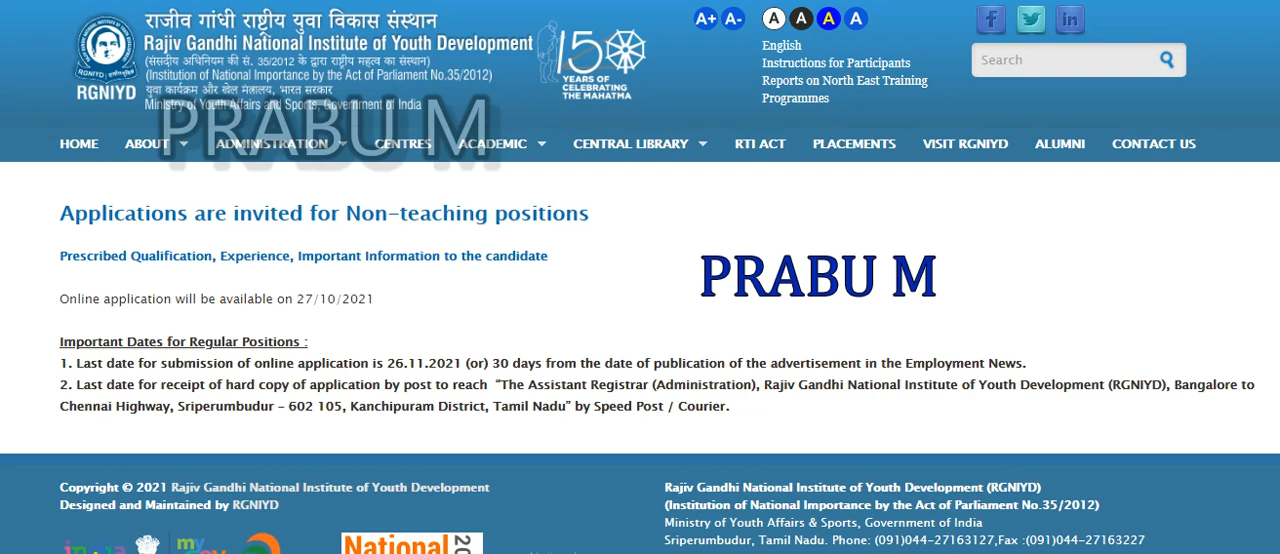 राजीव गांधी राष्ट्रीय युवा विकास संस्थान
Rajiv Gandhi National Institute of Youth Development
(संसदीय अधिनियम की सं. 35/2012 के द्वारा राष्ट्रीय महत्व का संस्थान)
(Institution of National Importance by the Act of Parliament No.35/2012)
युवा कार्यक्रम और खेल मंत्रालय, भारत सरकार
Ministry of Youth Affairs and Sports, Government of India
RGNIYD
RGNIYD
150
YEARS OF
CELEBRATING
THE MAHATMA
A+ A- A A A A
English
Instructions for Participants
Reports on North East Training
Programmes
Search
PRABU M
HOME ABOUT ADMINISTRATION CENTRES ACADEMIC CENTRAL LIBRARY RTI ACT PLACEMENTS VISIT RGNIYD ALUMNI CONTACT US
Applications are invited for Non-teaching positions
Prescribed Qualification, Experience, Important Information to the candidate
PRABU M
Online application will be available on 27/10/2021
Important Dates for Regular Positions :
1. Last date for submission of online application is 26.11.2021 (or) 30 days from the date of publication of the advertisement in the Employment News.
2. Last date for receipt of hard copy of application by post to reach “The Assistant Registrar (Administration), Rajiv Gandhi National Institute of Youth Development (RGNIYD), Bangalore to
Chennai Highway, Sriperumbudur – 602 105, Kanchipuram District, Tamil Nadu” by Speed Post / Courier.
Copyright © 2021 Rajiv Gandhi National Institute of Youth Development
Designed and Maintained by RGNIYD
Rajiv Gandhi National Institute of Youth Development (RGNIYD)
(Institution of National Importance by the Act of Parliament No.35/2012)
Ministry of Youth Affairs & Sports, Government of India
Sriperumbudur, Tamil Nadu. Phone: (091)044-27163127,Fax :(091)044-27163227
my
National